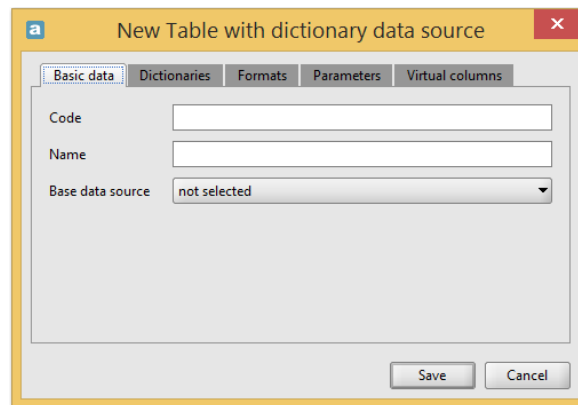 a New Table with dictionary data source
Basic data Dictionaries Formats Parameters Virtual columns
Code
Name
Base data source not selected
Save Cancel